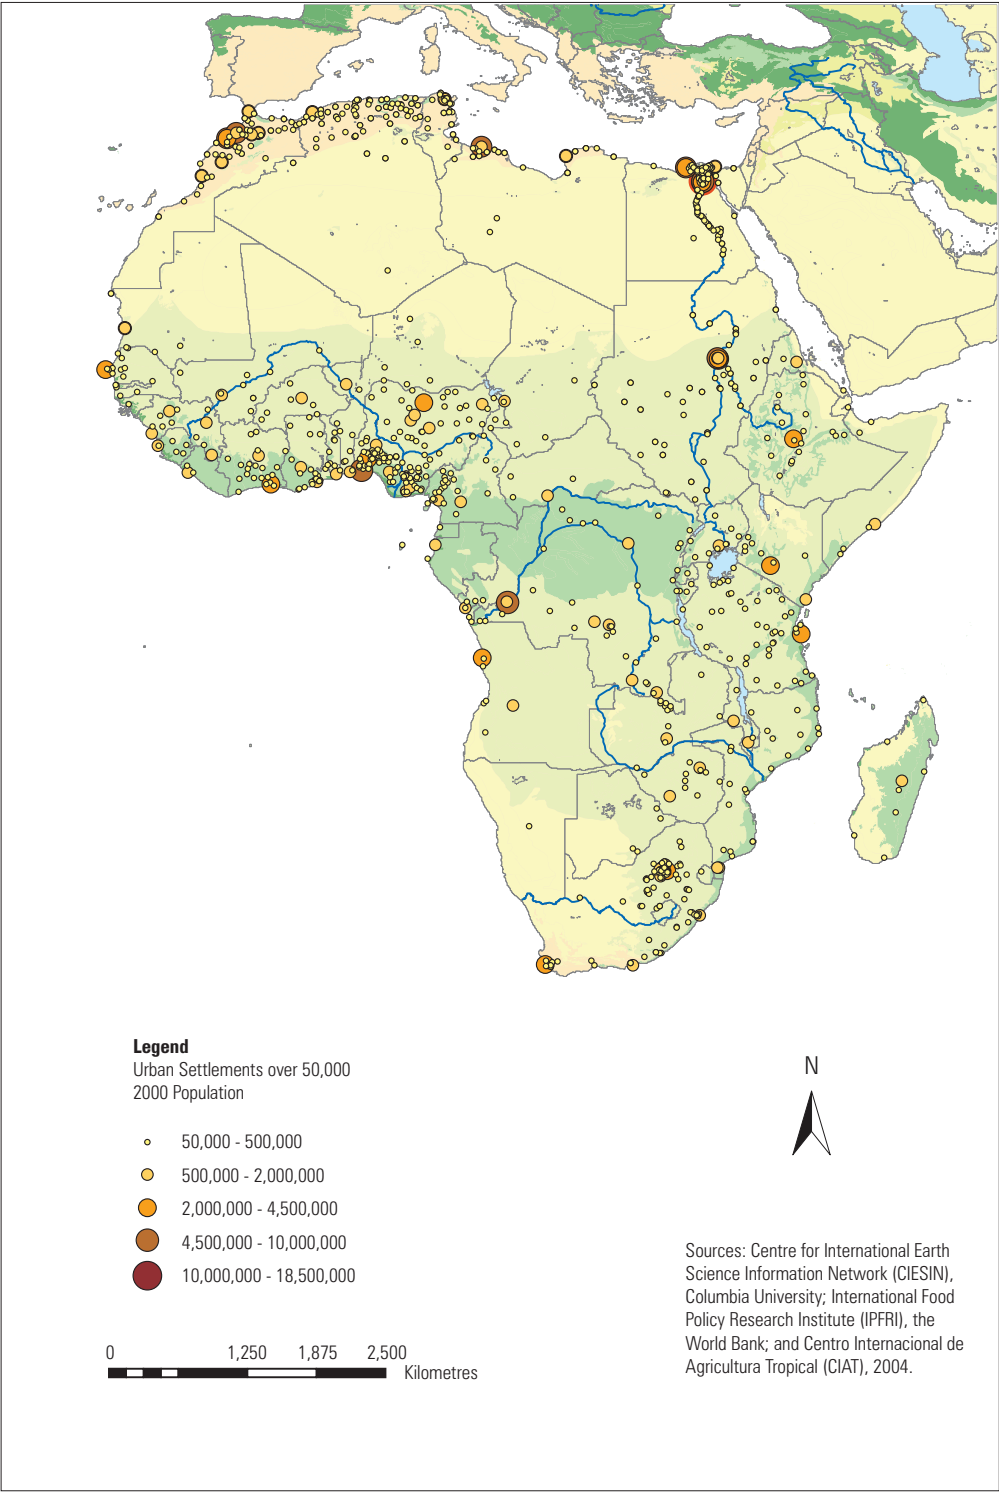 Legend
Urban Settlements over 50,000
2000 Population
50,000 - 500,000
500,000 - 2,000,000
2,000,000 - 4,500,000
4,500,000 - 10,000,000
10,000,000 - 18,500,000
N
0 1,250 1,875 2,500
Kilometres
Sources: Centre for International Earth
Science Information Network (CIESIN),
Columbia University; International Food
Policy Research Institute (IPFRI), the
World Bank; and Centro Internacional de
Agricultura Tropical (CIAT), 2004.